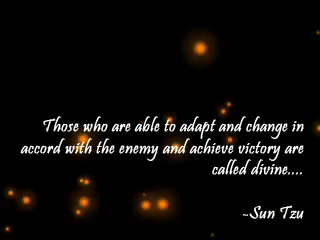 Those who are able to adapt and change in
accord with the enemy and achieve victory are
called divine....
~Sun Tzu